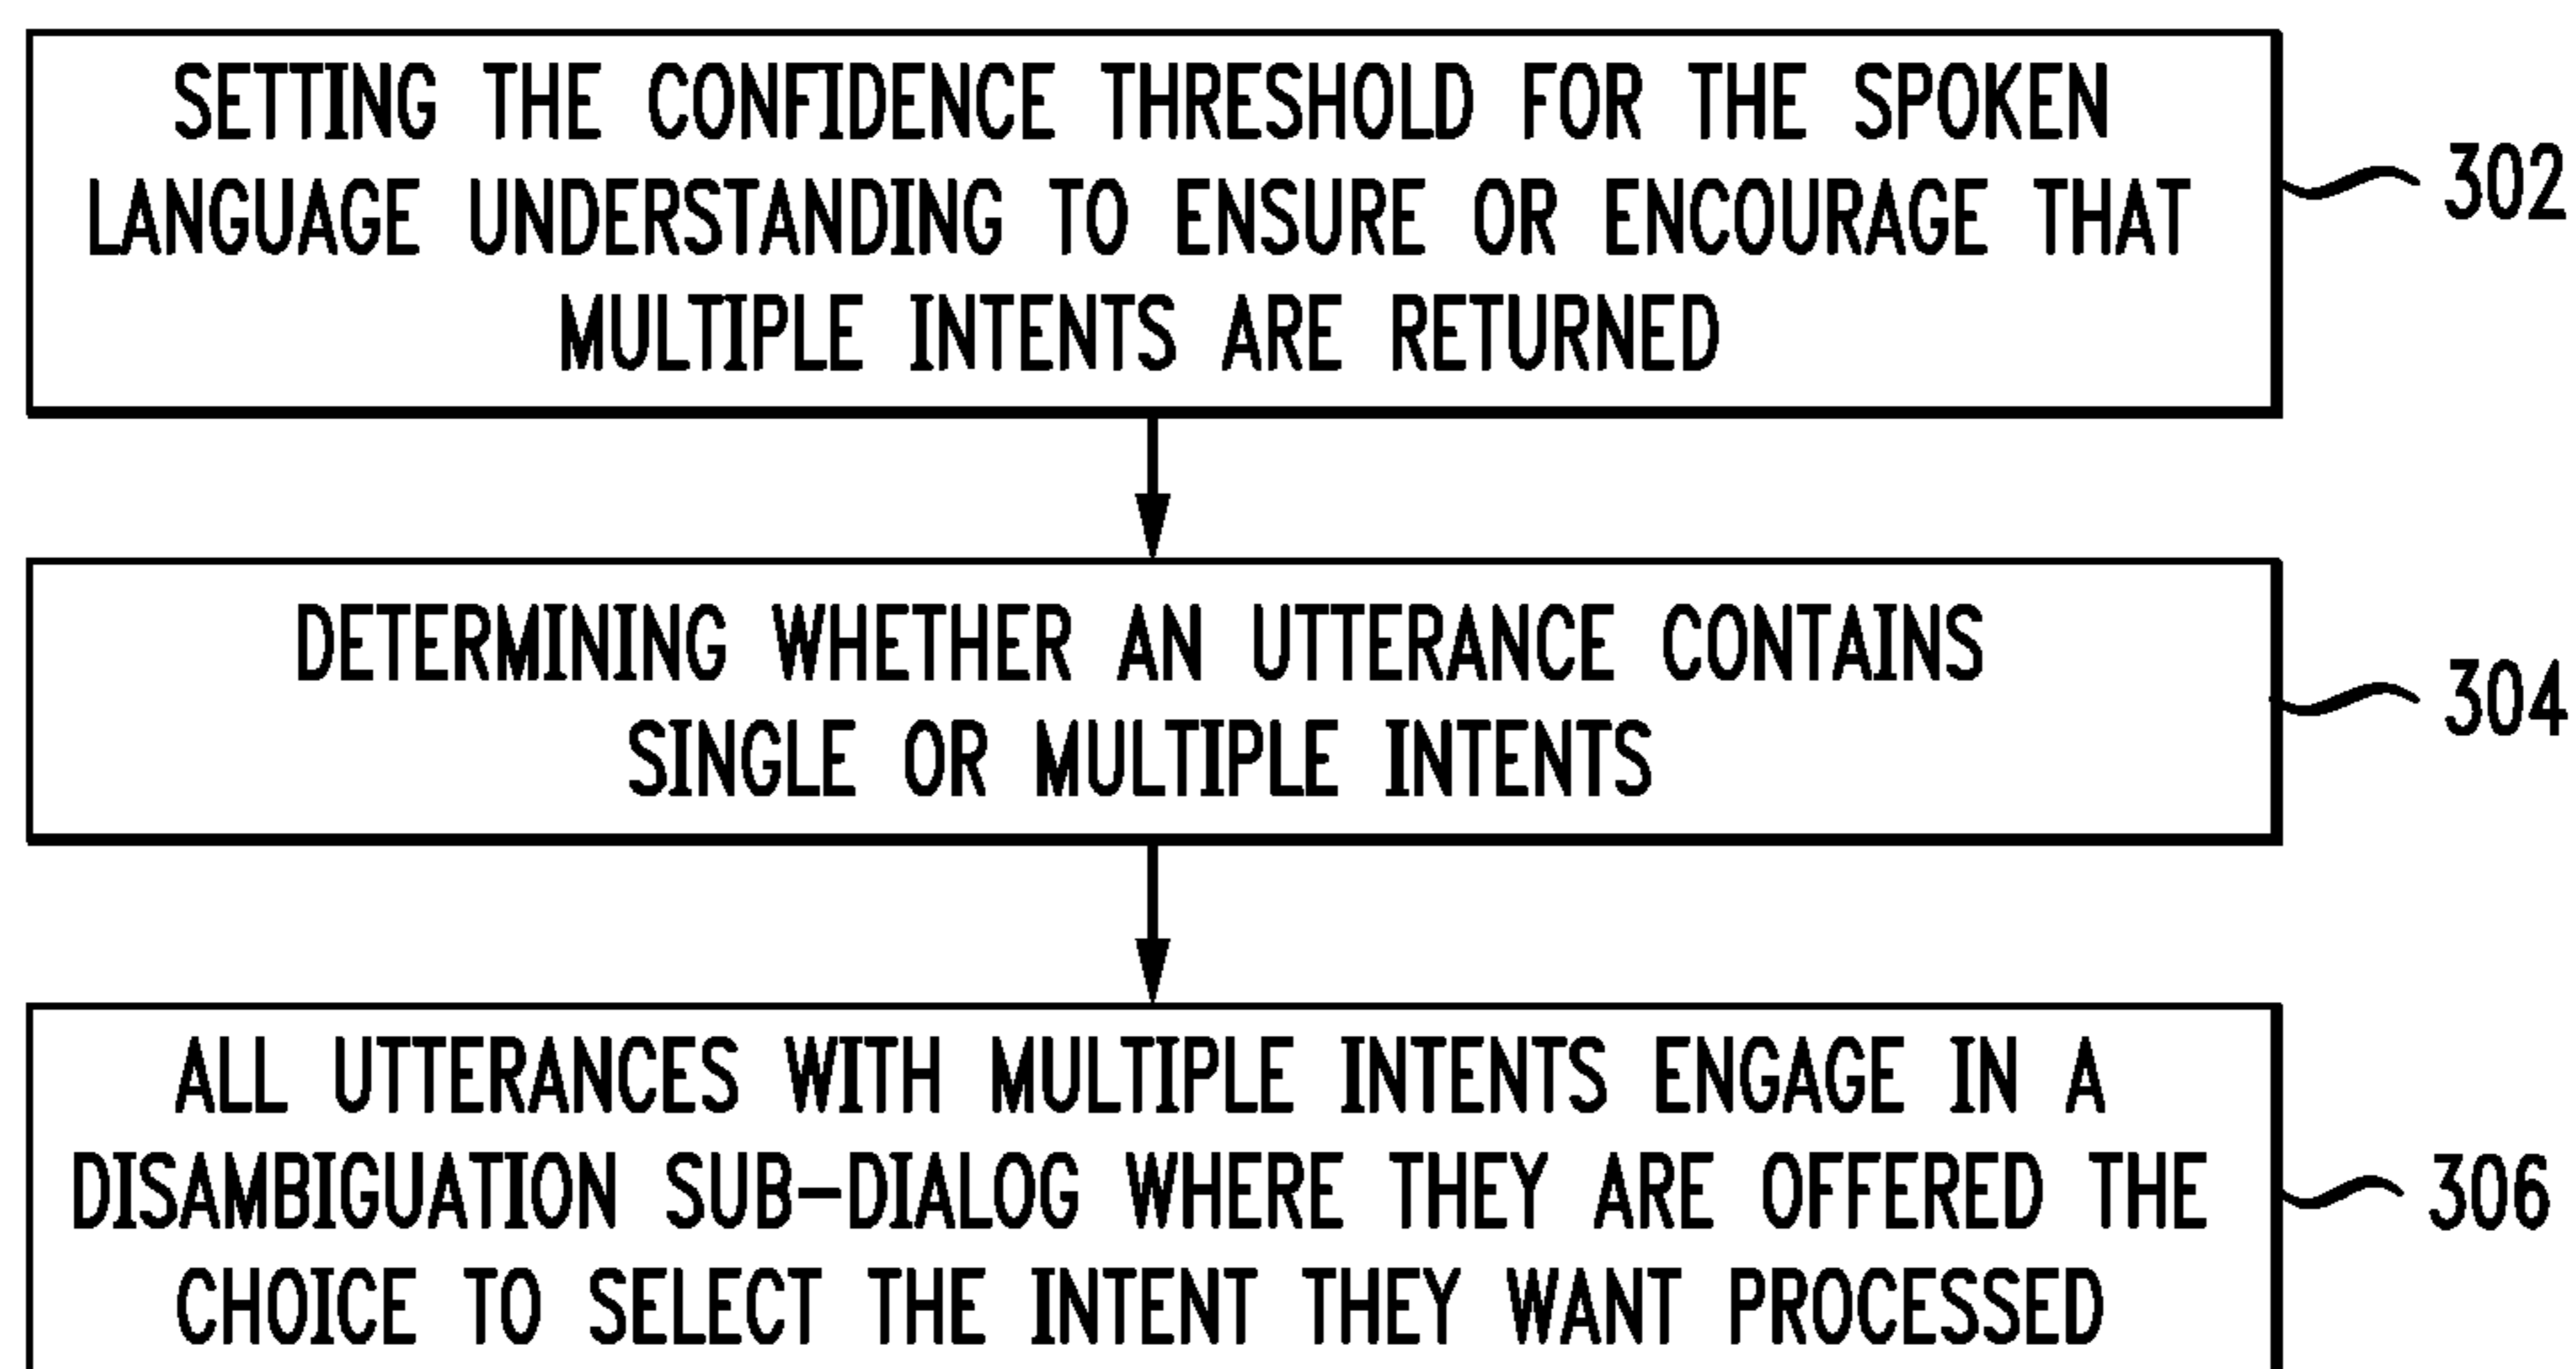 SETTING THE CONFIDENCE THRESHOLD FOR THE SPOKEN
LANGUAGE UNDERSTANDING TO ENSURE OR ENCOURAGE THAT
MULTIPLE INTENTS ARE RETURNED
302
DETERMINING WHETHER AN UTTERANCE CONTAINS
SINGLE OR MULTIPLE INTENTS
304
ALL UTTERANCES WITH MULTIPLE INTENTS ENGAGE IN A
DISAMBIGUATION SUB-DIALOG WHERE THEY ARE OFFERED THE
CHOICE TO SELECT THE INTENT THEY WANT PROCESSED
306